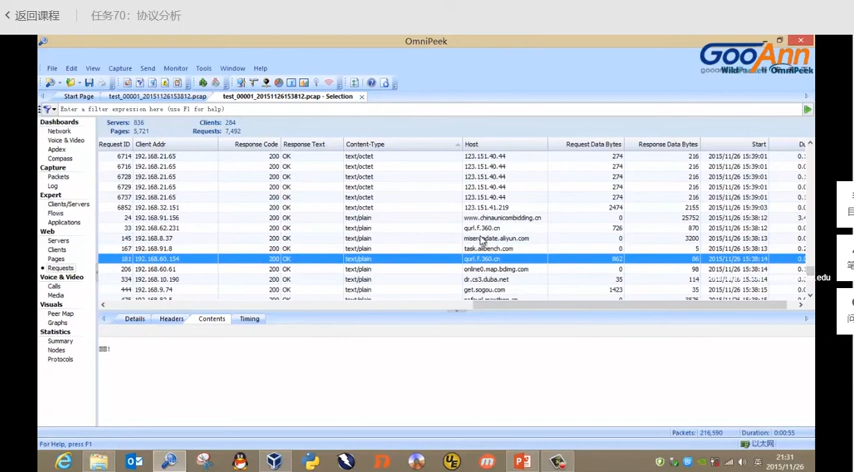 返回课程 任务70：协议分析
OmniPeek
GooAnn
WildPackets OmniPeek
File Edit View Capture Send Monitor Tools Window Help
Start Page test_00001_20151126153812.pcap test_00001_20151126153812.pcap - Selection
Enter a filter expression here (use F1 for help)
Dashboards
Network
Voice & Video
Apdex
Compass
Capture
Packets
Log
Expert
Clients/Servers
Flows
Applications
Web
Servers
Clients
Pages
Requests
Voice & Video
Calls
Media
Visuals
Peer Map
Graphs
Statistics
Summary
Nodes
Protocols
Servers: 836 Clients: 284
Pages: 5,721 Requests: 7,492
Request ID Client Addr Response Code Response Text Content-Type Host Request Data Bytes Response Data Bytes Start
6714 192.168.21.65 200 OK text/octet 123.151.40.44 274 216 2015/11/26 15:39:01
6716 192.168.21.65 200 OK text/octet 123.151.40.44 274 216 2015/11/26 15:39:01
6729 192.168.21.65 200 OK text/octet 123.151.40.44 274 216 2015/11/26 15:39:01
6733 192.168.21.65 200 OK text/octet 123.151.40.44 274 216 2015/11/26 15:39:01
6737 192.168.21.65 200 OK text/octet 123.151.40.44 274 216 2015/11/26 15:39:01
6852 192.168.32.151 200 OK text/octet 123.151.41.219 2474 2155 2015/11/26 15:39:03
24 192.168.91.156 200 OK text/plain www.chinaunicombidding.cn 0 25752 2015/11/26 15:38:12
33 192.168.62.231 200 OK text/plain qurl.f.360.cn 726 870 2015/11/26 15:38:12
145 192.168.8.37 200 OK text/plain 0 3200 2015/11/26 15:38:13
167 192.168.91.8 200 OK text/plain 0 5 2015/11/26 15:38:13
181 192.168.60.154 200 OK text/plain qurl.f.360.cn 862 86 2015/11/26 15:38:14
206 192.168.60.61 200 OK text/plain online0.map.bdimg.com 0 98 2015/11/26 15:38:14
334 192.168.10.190 200 OK text/plain dr.cs3.duba.net 35 114 2015/11/26 15:38:14
444 192.168.9.74 200 OK text/plain get.sogou.com 1423 35 2015/11/26 15:38:15
Details Headers Contents Timing
For Help, press F1
Packets: 216,590 Duration: 0:00:55
以太网
21:31
2015/11/26
.edu